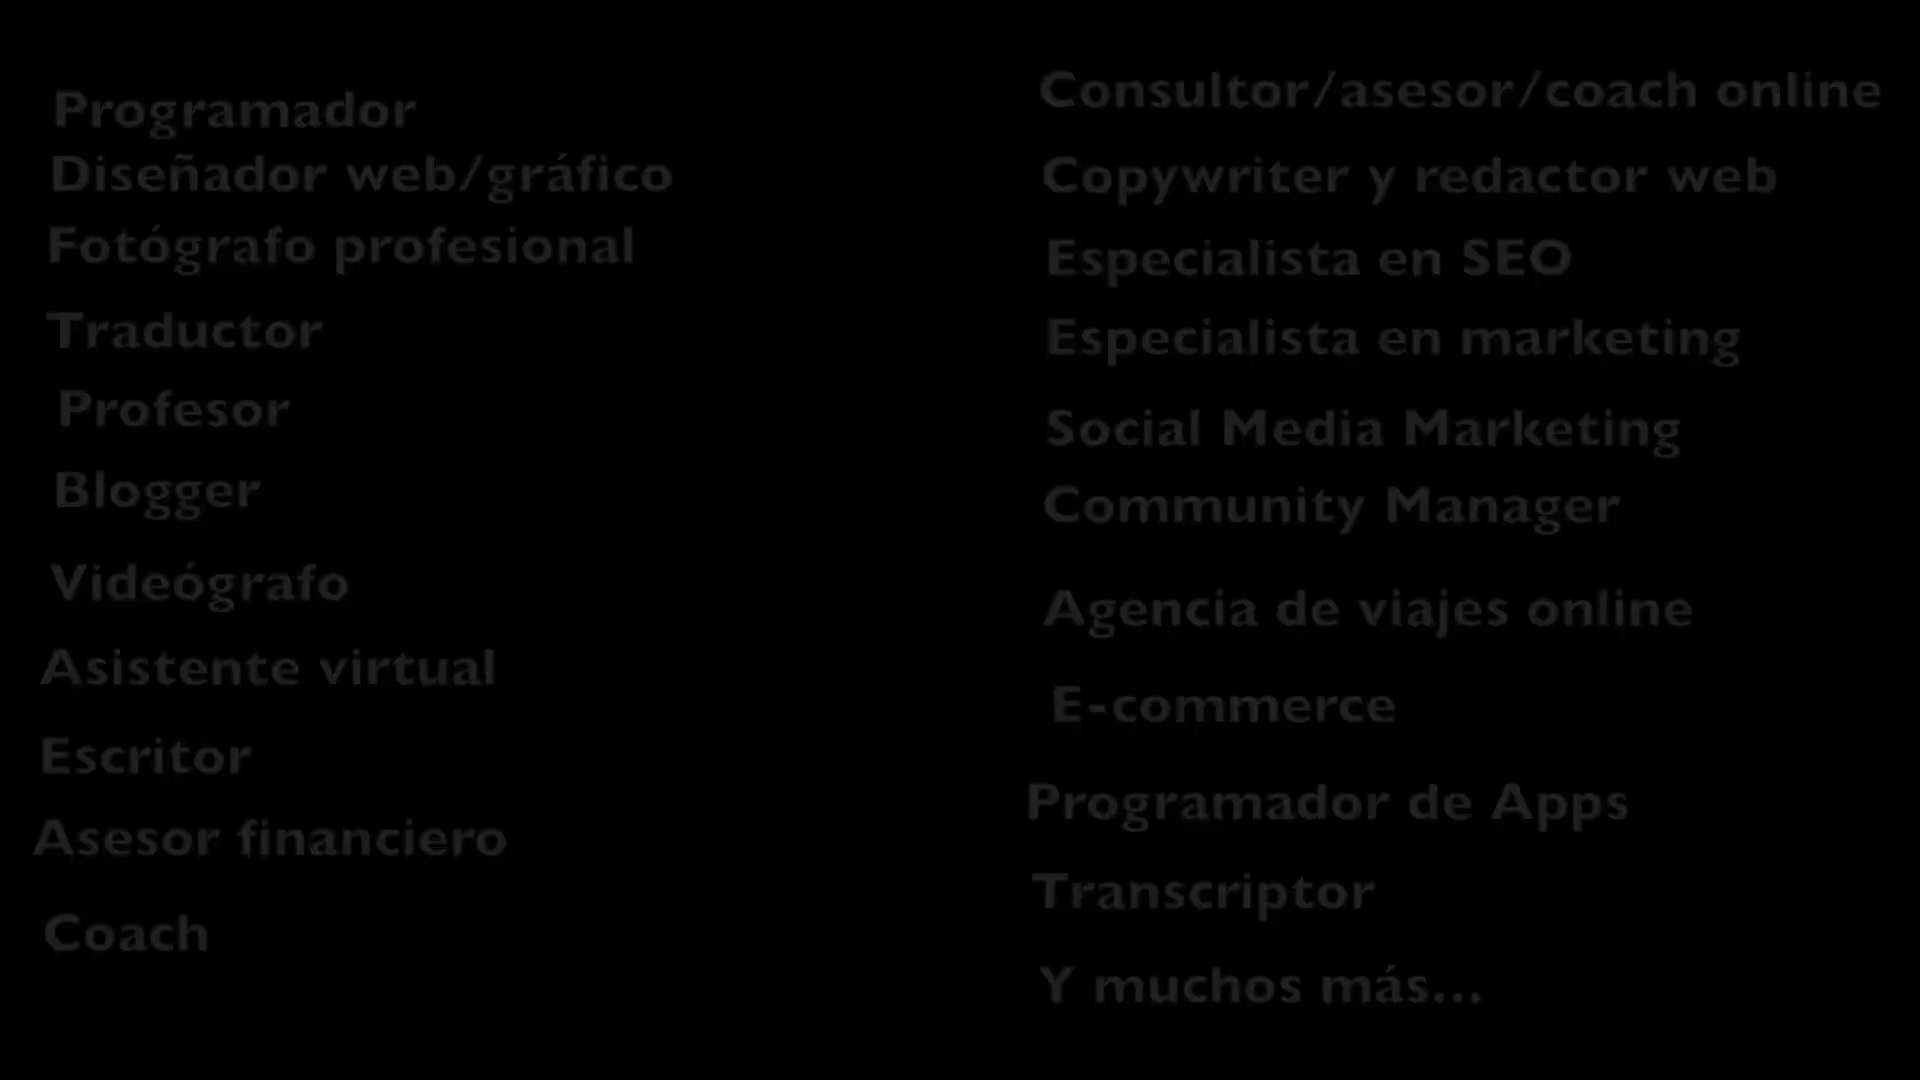 Programador
Diseñador web/gráfico
Fotógrafo profesional
Traductor
Profesor
Blogger
Videógrafo
Asistente virtual
Escritor
Asesor financiero
Coach
Consultor/asesor/coach online
Copywriter y redactor web
Especialista en SEO
Especialista en marketing
Social Media Marketing
Community Manager
Agencia de viajes online
E-commerce
Programador de Apps
Transcriptor
Y muchos más...